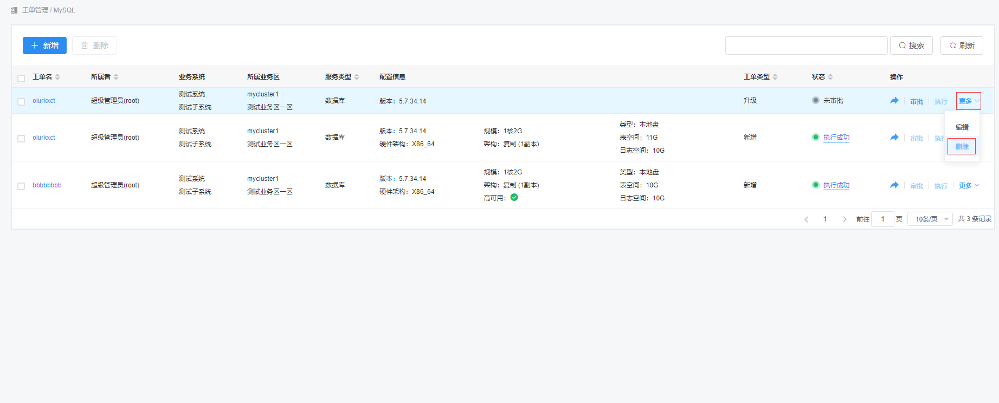 工单管理 / MySQL
新增 删除 搜索 刷新
工单名 所属者 业务系统 所属业务区 服务类型 配置信息 工单类型 状态 操作
olurkxct 超级管理员(root) 测试系统 测试子系统 mycluster1 测试业务区一区 数据库 版本：5.7.34.14 升级 未审批 审批 执行 更多
编辑
删除
olurkxct 超级管理员(root) 测试系统 测试子系统 mycluster1 测试业务区一区 数据库 版本：5.7.34.14 硬件架构：X86_64 规模：1核2G 架构：复制 (1副本) 类型：本地盘 表空间：11G 日志空间：10G 新增 执行成功 审批 执行
bbbbbbbb 超级管理员(root) 测试系统 测试子系统 mycluster1 测试业务区一区 数据库 版本：5.7.34.14 硬件架构：X86_64 规模：1核2G 架构：复制 (1副本) 高可用： 类型：本地盘 表空间：10G 日志空间：10G 新增 执行成功 审批 执行 更多
1 前往 1 页 10条/页 共 3 条记录